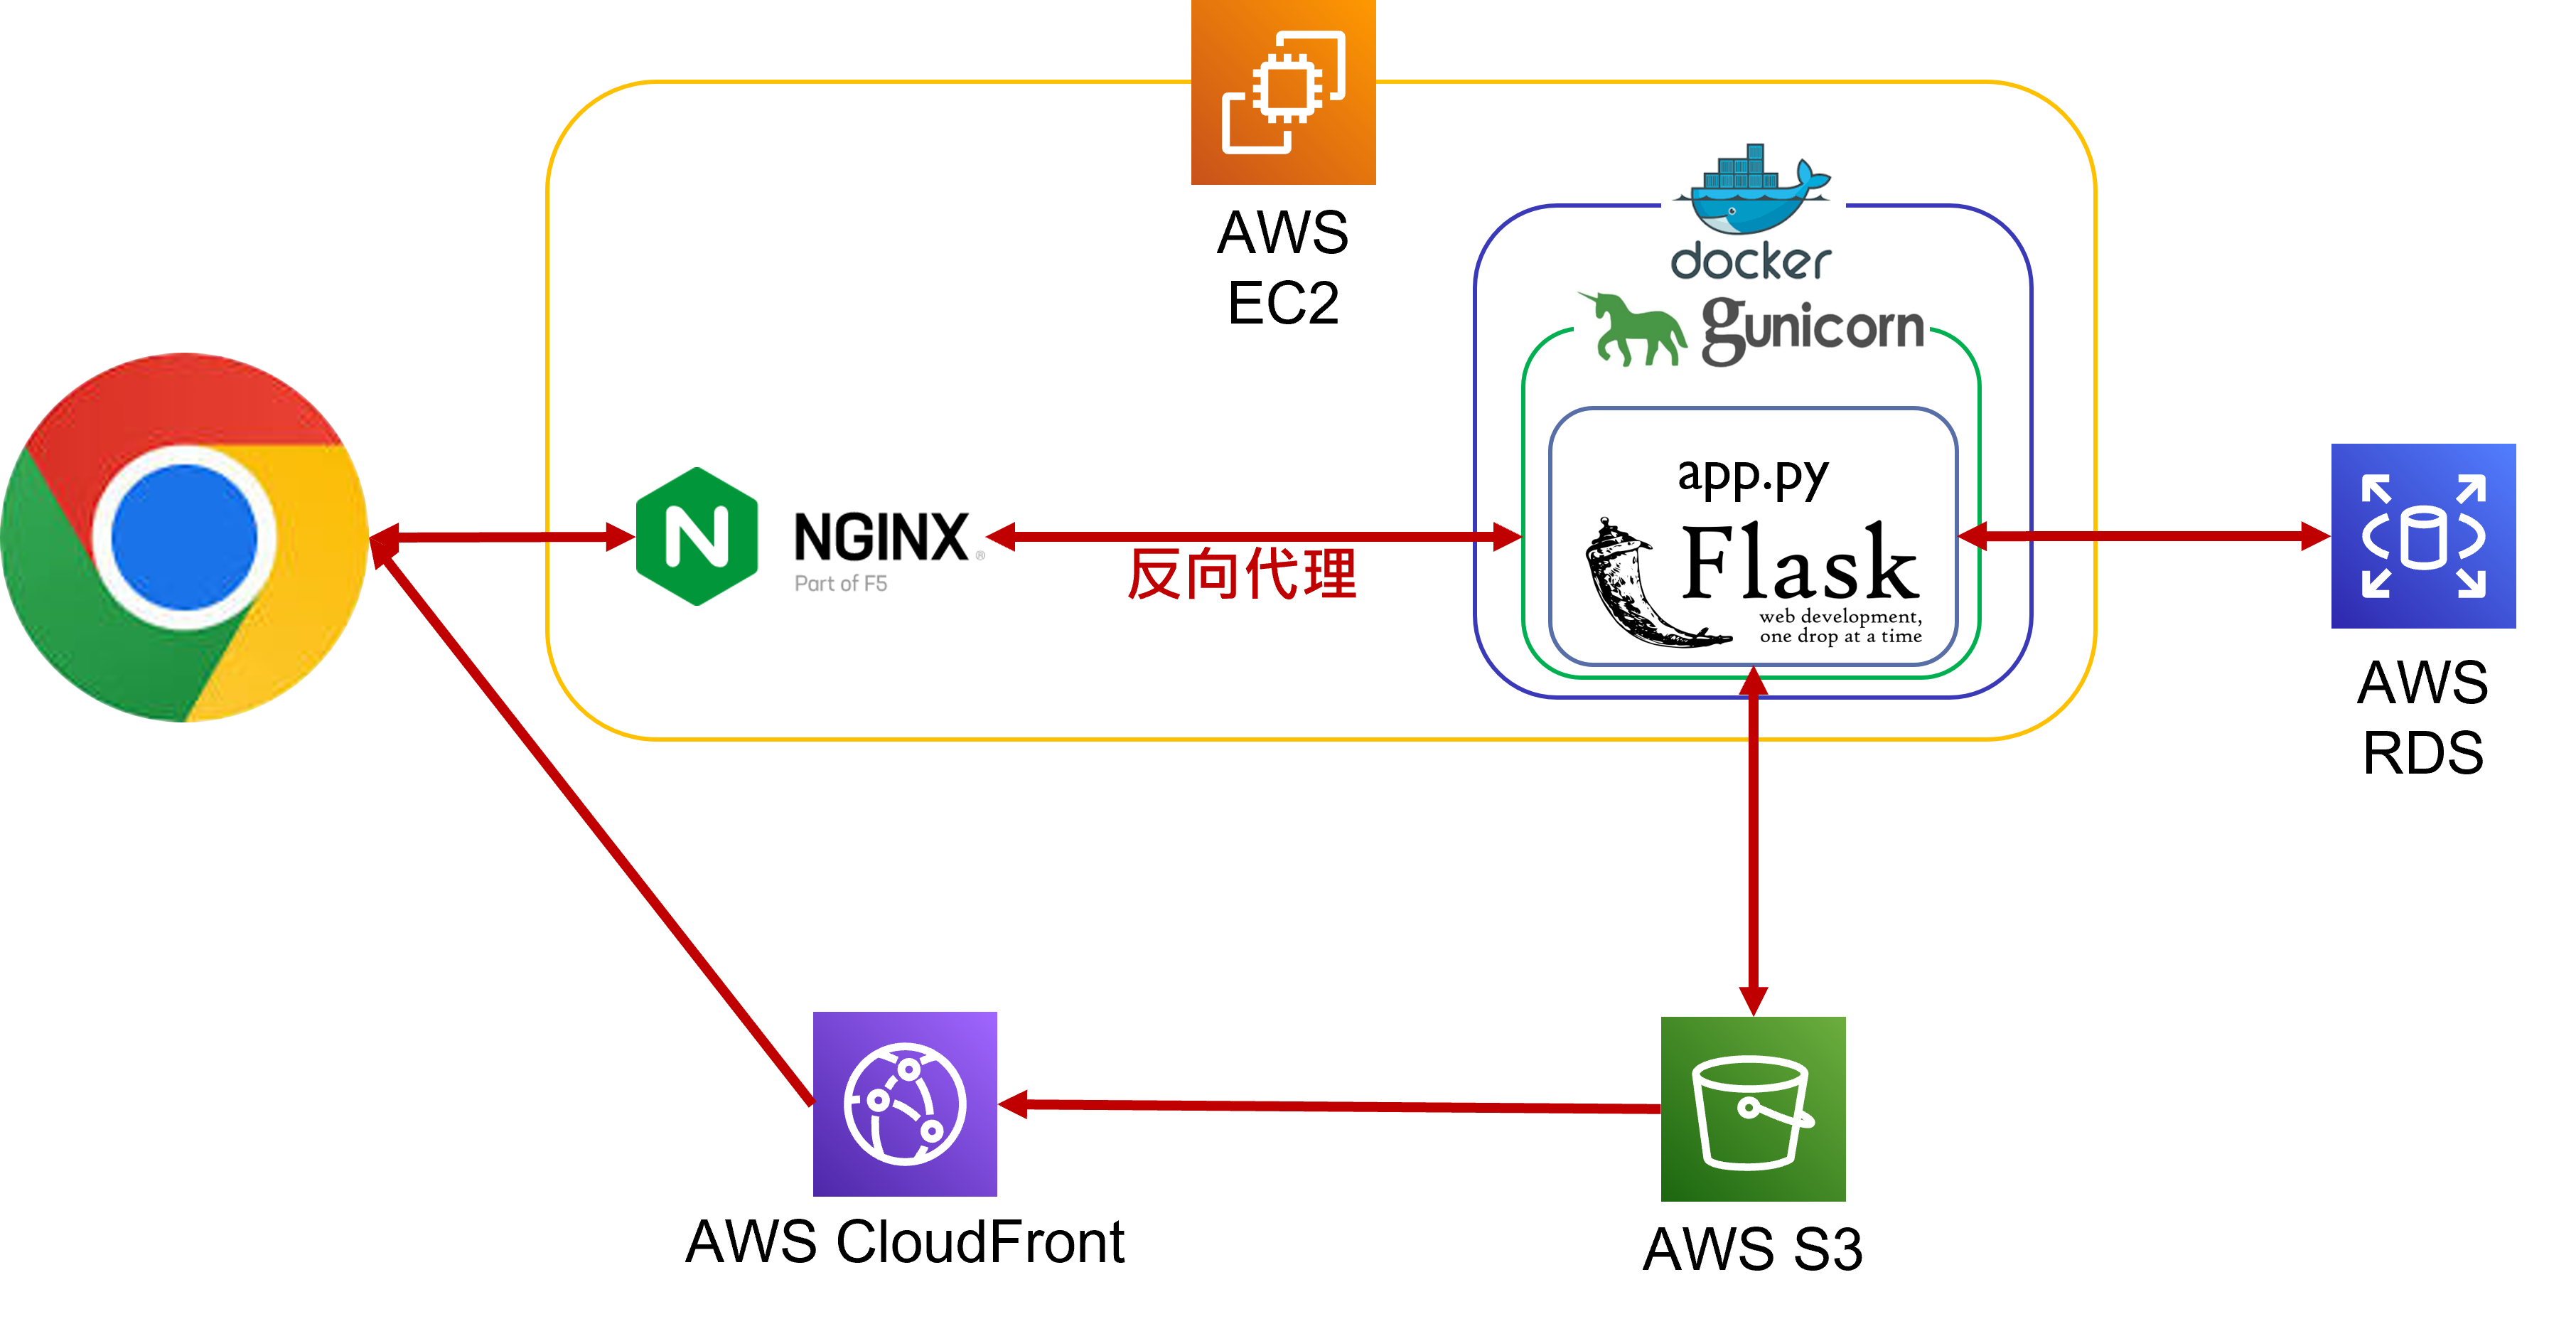 AWS
EC2
docker
gunicorn
app.py
Flask
web development,
one drop at a time
NGINX
®
Part of F5
反向代理
AWS
RDS
AWS CloudFront
AWS S3